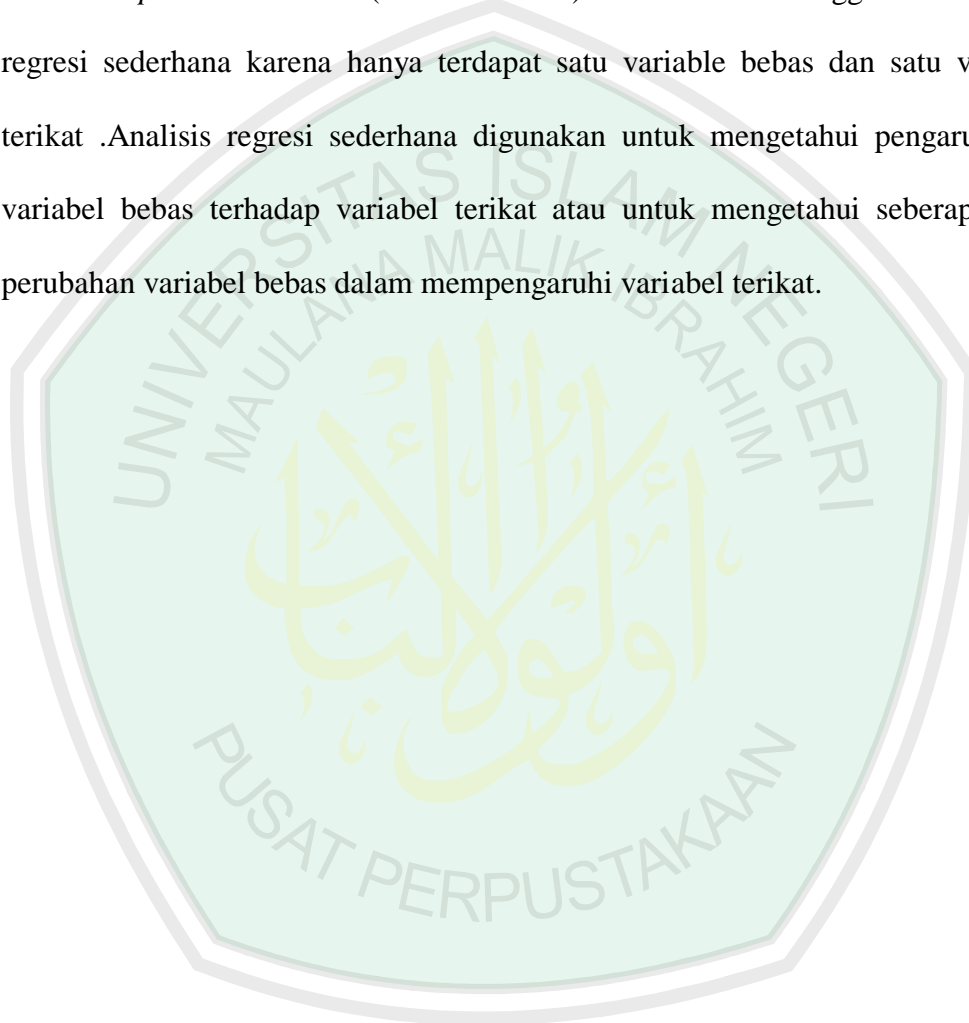 regresi sederhana karena hanya terdapat satu variable bebas dan satu
terikat .Analisis regresi sederhana digunakan untuk mengetahui
variabel bebas terhadap variabel terikat atau untuk mengetahui
perubahan variabel bebas dalam mempengaruhi variabel terikat.
UNIVERSITAS ISLAM NEGERI
MAULANA MALIK IBRAHIM
أولوا الألباب
PUSAT PERPUSTAKAAN